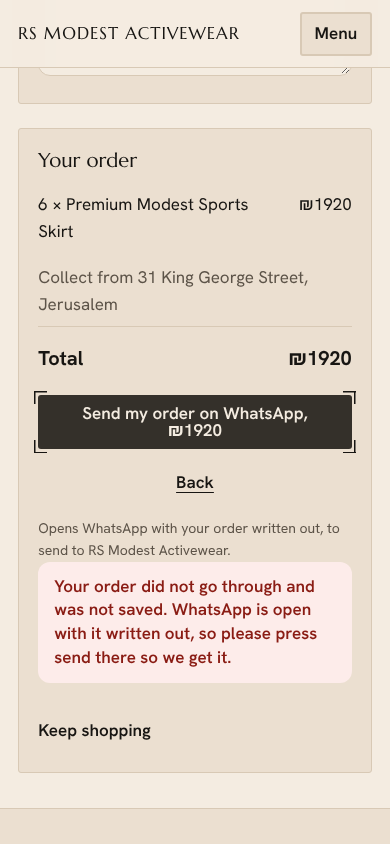 RS MODEST ACTIVEWEAR
Menu
Your order
6 × Premium Modest Sports
Skirt
₪1920
Collect from 31 King George Street,
Jerusalem
Total
₪1920
Send my order on WhatsApp,
₪1920
Back
Opens WhatsApp with your order written out, to
send to RS Modest Activewear.
Your order did not go through and
was not saved. WhatsApp is open
with it written out, so please press
send there so we get it.
Keep shopping